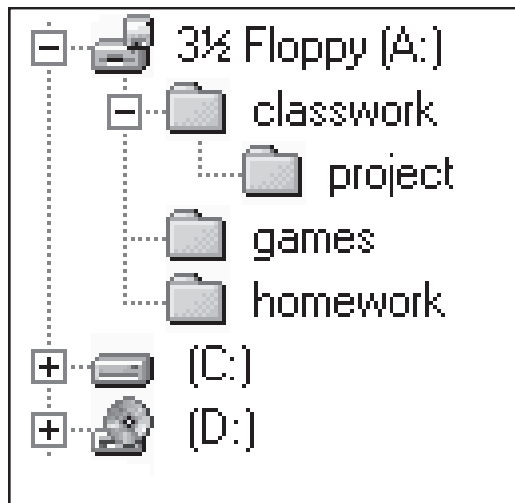 3½ Floppy (A:)
classwork
project
games
homework
(C:)
(D:)